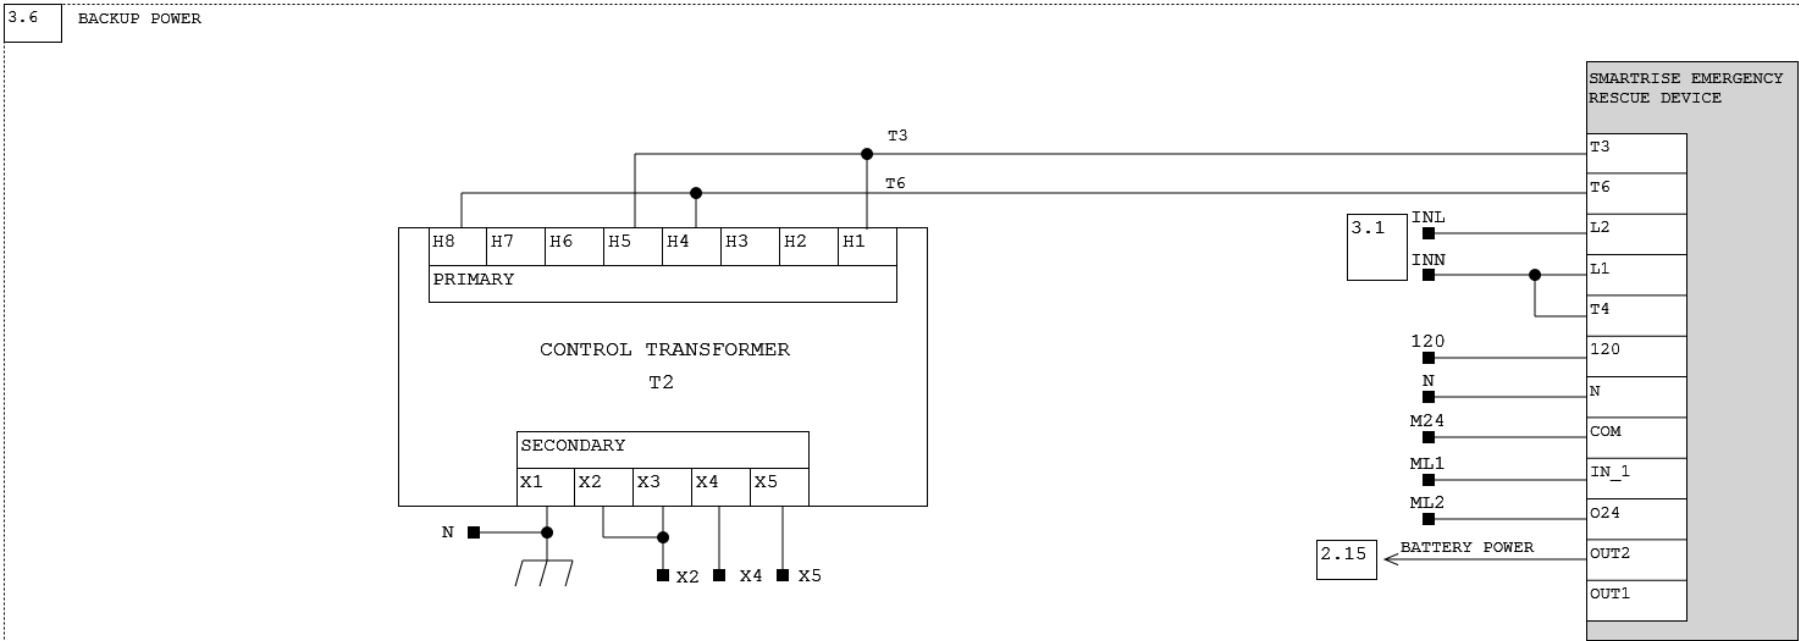 3.6 BACKUP POWER
SMARTRISE EMERGENCY
RESCUE DEVICE
T3
T3
T6
T6
INL
L2
3.1
INN
L1
T4
H8 H7 H6 H5 H4 H3 H2 H1
PRIMARY
CONTROL TRANSFORMER
T2
120
120
N
N
M24
COM
SECONDARY
X1 X2 X3 X4 X5
ML1
IN_1
ML2
O24
N
2.15
BATTERY POWER
OUT2
X2 X4 X5
OUT1